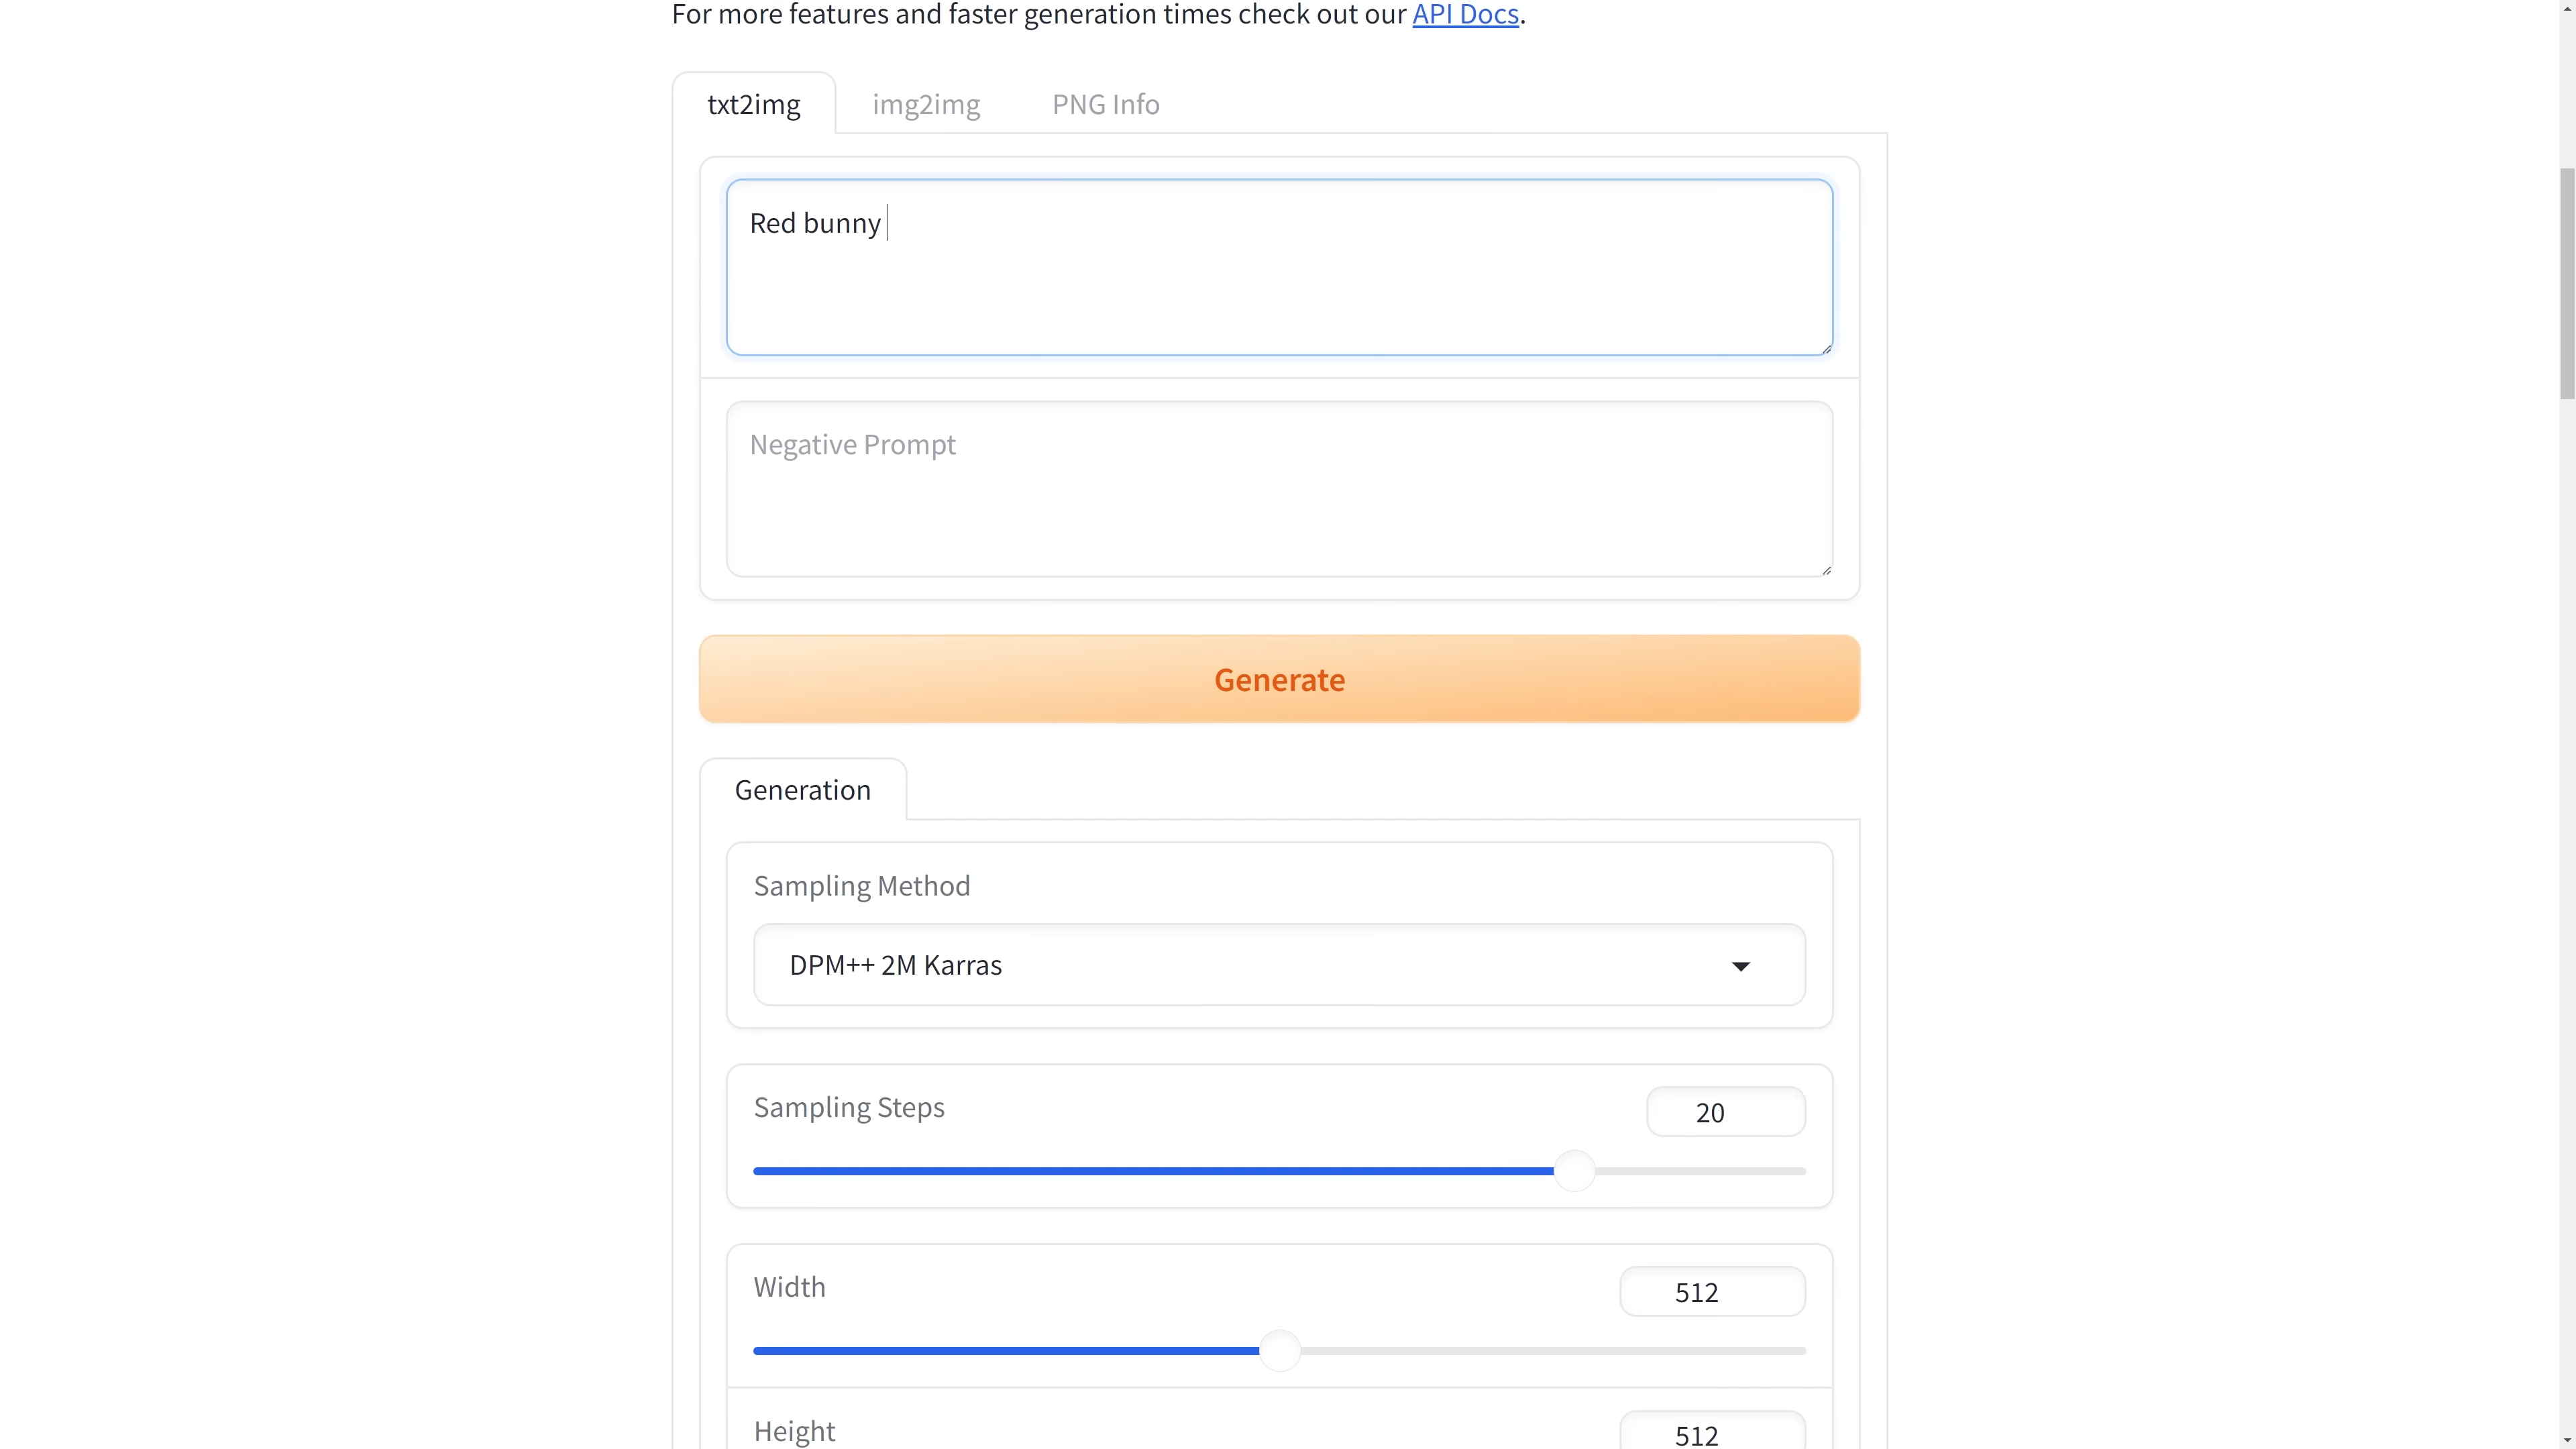 For more features and faster generation times check out our API Docs.
txt2img img2img PNG Info
Red bunny
Negative Prompt
Generate
Generation
Sampling Method
DPM++ 2M Karras
Sampling Steps 20
Width 512
Height 512